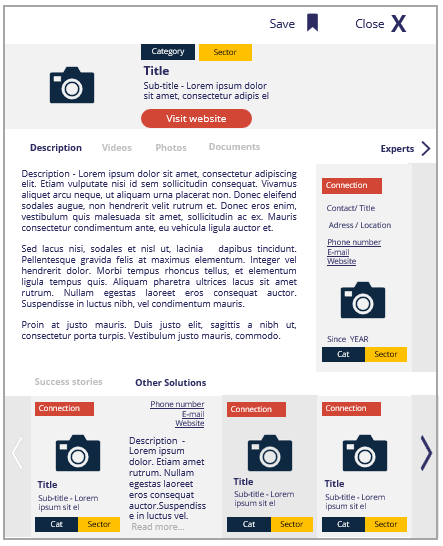 Save
Close X
Category
Sector
Title
Sub-title - Lorem ipsum dolor
sit amet, consectetur adipis el
Visit website
Description
Videos
Photos
Documents
Experts
Description - Lorem ipsum dolor sit amet, consectetur adipiscing
elit. Etiam vulputate nisi id sem sollicitudin consequat. Vivamus
aliquet arcu neque, ut aliquam urna placerat non. Donec eleifend
sodales augue, non hendrerit velit rutrum et. Donec eros enim,
vestibulum quis malesuada sit amet, sollicitudin ac ex. Mauris
consectetur condimentum ante, eu vehicula ligula auctor et.
Sed lacus nisi, sodales et nisl ut, lacinia dapibus tincidunt.
Pellentesque gravida felis at maximus elementum. Integer vel
hendrerit dolor. Morbi tempus rhoncus tellus, et elementum
ligula tempus quis. Aliquam pharetra ultrices lacus sit amet
rutrum. Nullam egestas laoreet eros consequat auctor.
Suspendisse in luctus nibh, vel condimentum mauris.
Proin at justo mauris. Duis justo elit, sagittis a nibh ut,
consectetur porta turpis. Vestibulum justo mauris, commodo.
Connection
Contact/ Title
Adress / Location
Phone number
E-mail
Website
Since YEAR
Cat
Sector
Success stories
Other Solutions
Connection
Title
Sub-title - Lorem
ipsum sit el
Cat
Sector
Phone number
E-mail
Website
Description -
Lorem ipsum
dolor. Etiam amet
rutrum. Nullam
egestas laoreet
eros consequat
auctor.Suspendiss
e in luctus vel.
Read more...
Connection
Title
Sub-title - Lorem
ipsum sit el
Cat
Sector
Connection
Title
Sub-title - Lorem
ipsum sit el
Cat
Sector